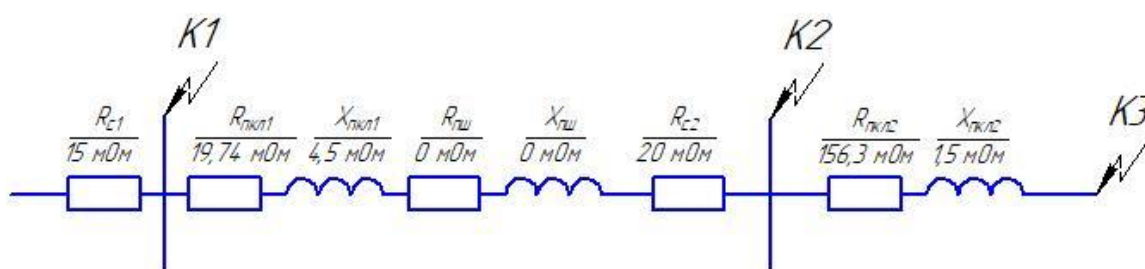 K1
K2
K3
Rс1
15 мОм
Rпкл1
19,74 мОм
Xпкл1
4,5 мОм
Rпш
0 мОм
Xпш
0 мОм
Rс2
20 мОм
Rпкл2
156,3 мОм
Xпкл2
1,5 мОм